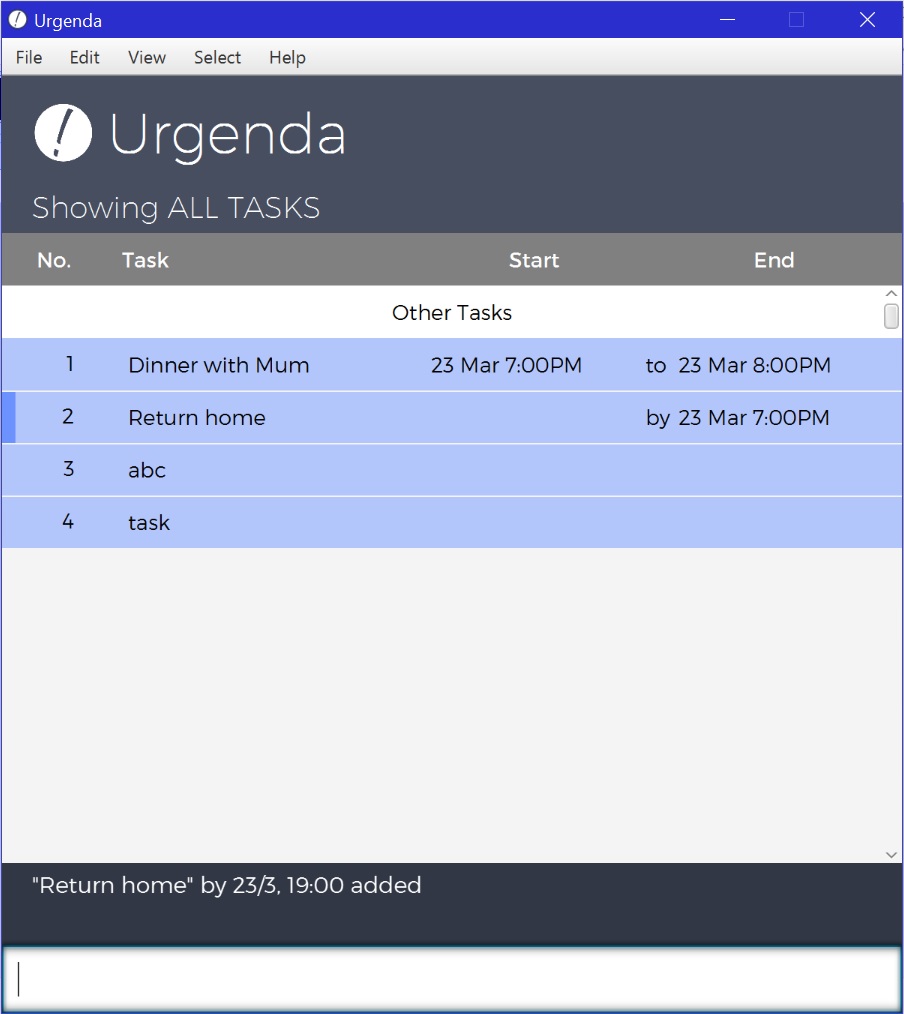 Urgenda
File Edit View Select Help
Urgenda
Showing ALL TASKS
No. Task Start End
Other Tasks
1 Dinner with Mum 23 Mar 7:00PM to 23 Mar 8:00PM
2 Return home by 23 Mar 7:00PM
3 abc
4 task
"Return home" by 23/3, 19:00 added